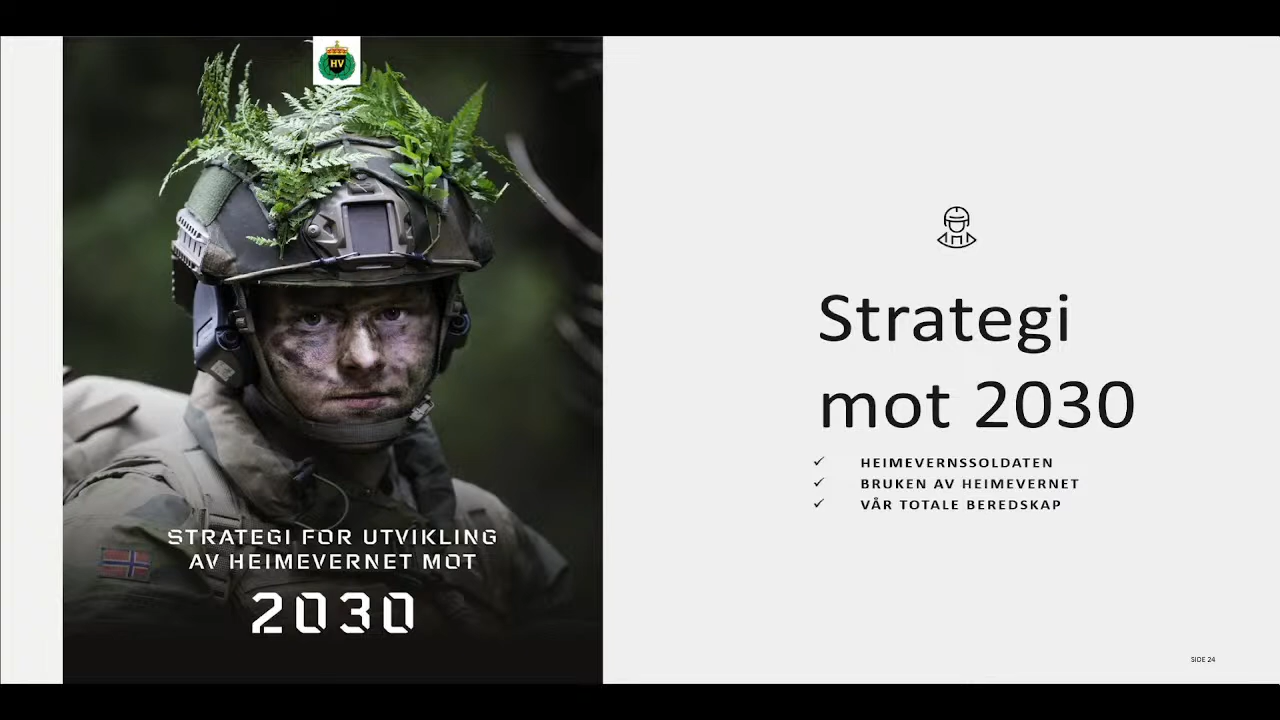 HV
STRATEGI FOR UTVIKLING
AV HEIMEVERNET MOT
2030
Strategi
mot 2030
HEIMEVERNSSOLDATEN
BRUKEN AV HEIMEVERNET
VÅR TOTALE BEREDSKAP
SIDE 24